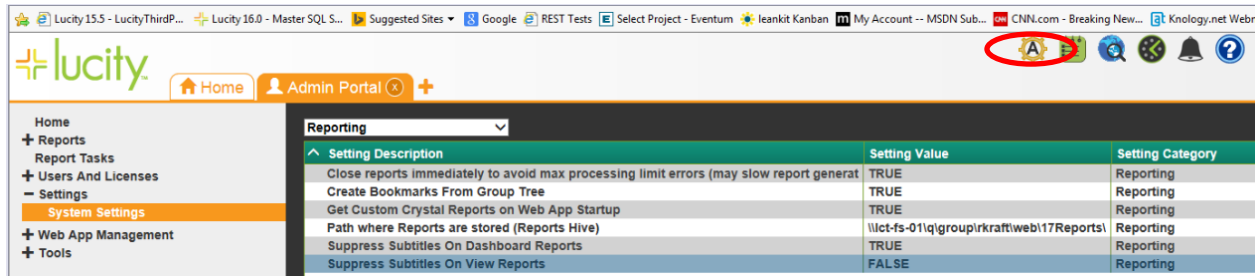 Lucity 15.5 - LucityThirdP... Lucity 16.0 - Master SQL S... Suggested Sites Google REST Tests Select Project - Eventum leankit Kanban My Account -- MSDN Sub... CNN.com - Breaking New... Knology.net Webm
lucity
Home Admin Portal x
A ?
Home
Reports
Report Tasks
Users And Licenses
Settings
System Settings
Web App Management
Tools
Reporting
Setting Description Setting Value Setting Category
Close reports immediately to avoid max processing limit errors (may slow report generat TRUE Reporting
Create Bookmarks From Group Tree TRUE Reporting
Get Custom Crystal Reports on Web App Startup TRUE Reporting
Path where Reports are stored (Reports Hive) \\lct-fs-01\q\group\rkraft\web\17Reports\ Reporting
Suppress Subtitles On Dashboard Reports TRUE Reporting
Suppress Subtitles On View Reports FALSE Reporting